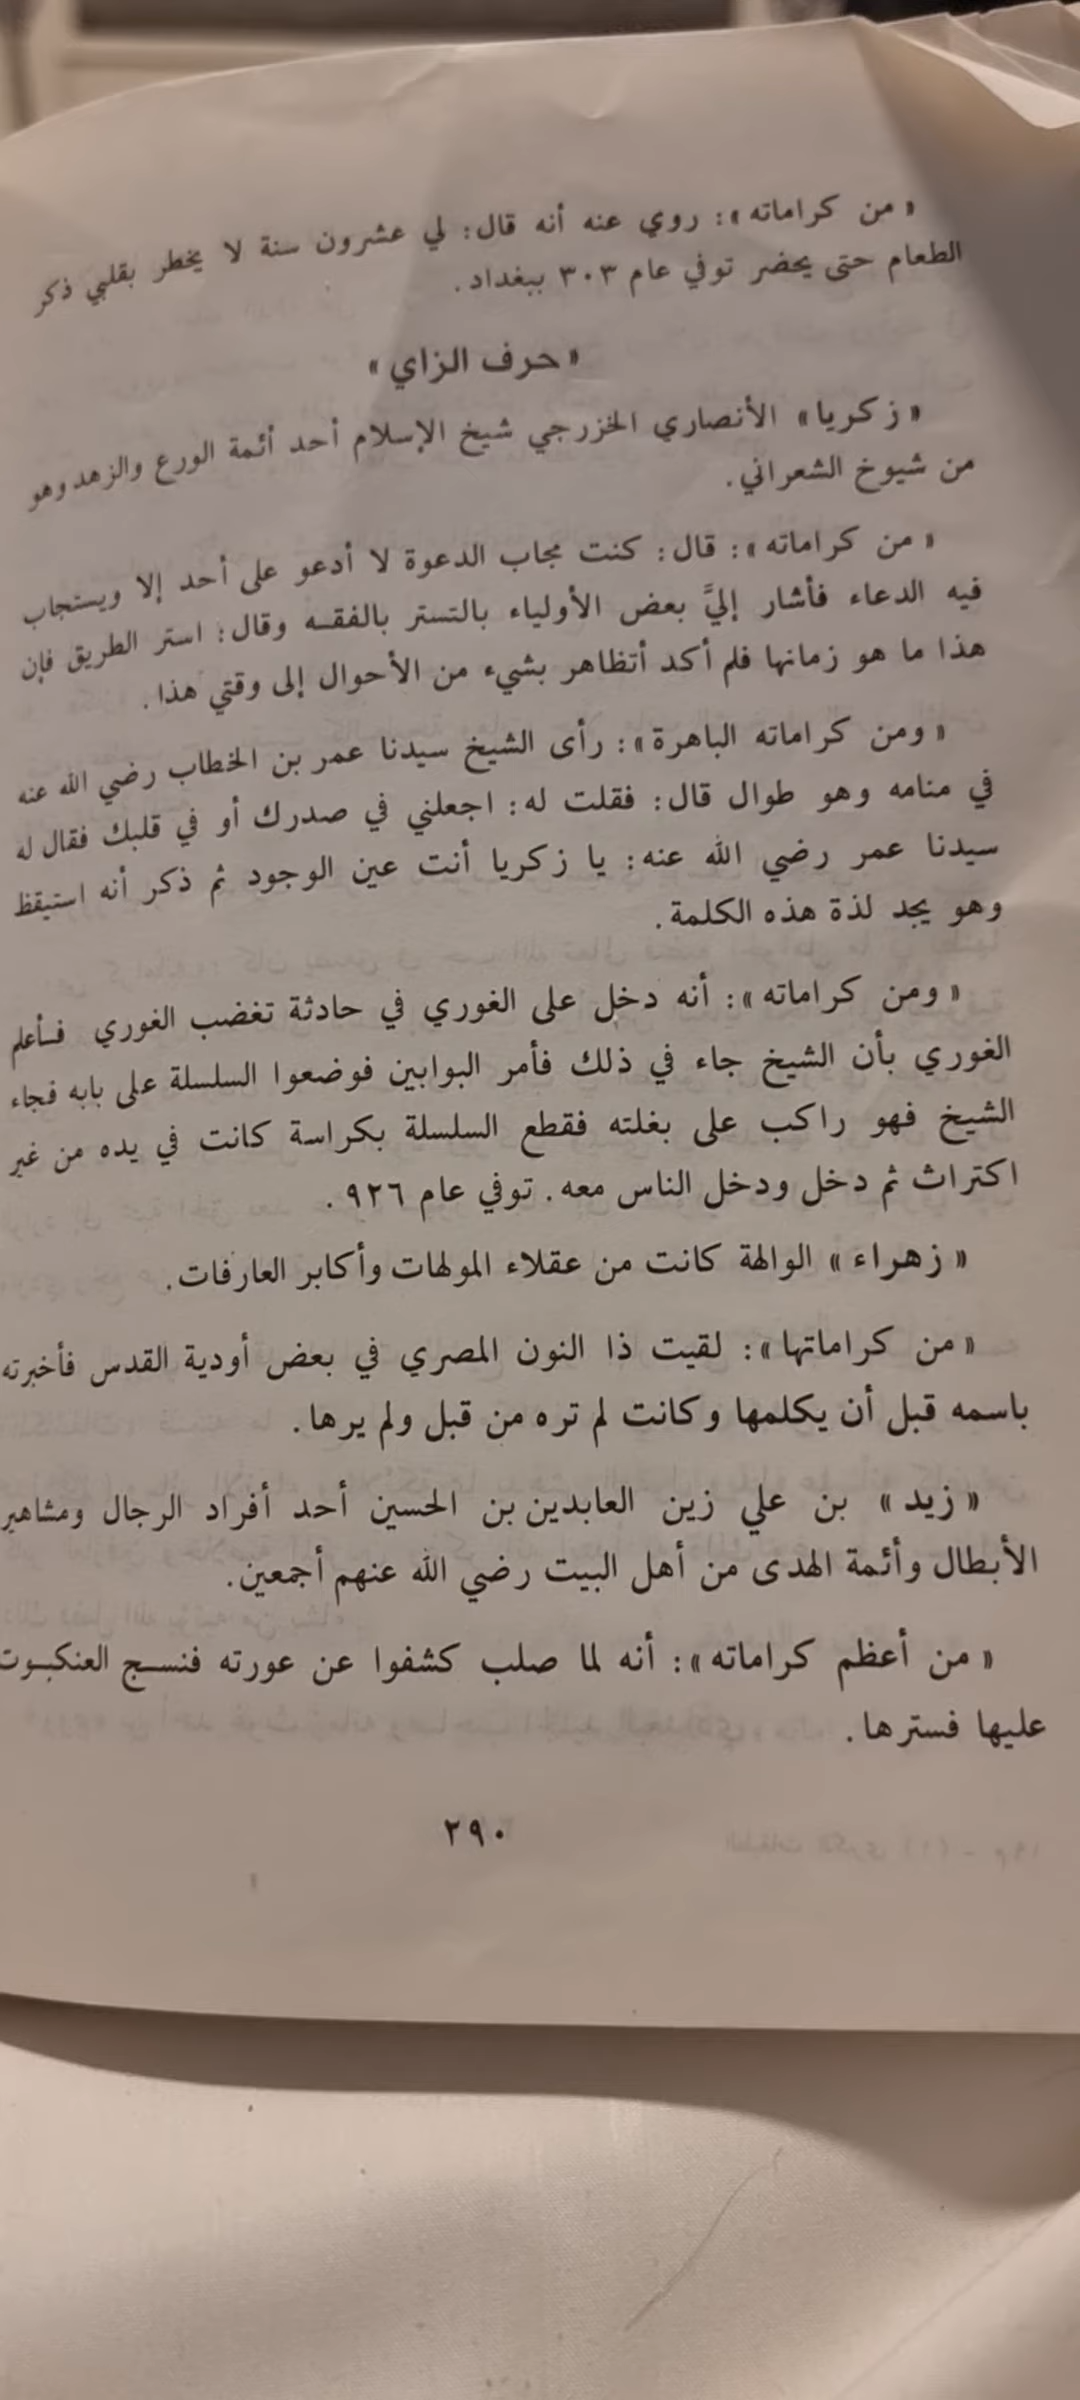 « من كراماته »: روي عنه أنه قال: لي عشرون سنة لا يخطر بقلبي ذكر
الطعام حتى يحضر توفي عام ٣٠٣ ببغداد .
« حرف الزاي »
« زكريا » الأنصاري الخزرجي شيخ الإسلام أحد أئمة الورع والزهد وهو
من شيوخ الشعراني .
« من كراماته »: قال: كنت مجاب الدعوة لا أدعو على أحد إلا ويستجاب
فيه الدعاء فأشار إليَّ بعض الأولياء بالتستر بالفقه وقال: استر الطريق فإن
هذا ما هو زمانها فلم أكد أتظاهر بشيء من الأحوال إلى وقتي هذا .
« ومن كراماته الباهرة »: رأى الشيخ سيدنا عمر بن الخطاب رضي الله عنه
في منامه وهو طوال قال: فقلت له: اجعلني في صدرك أو في قلبك فقال له
سيدنا عمر رضي الله عنه: يا زكريا أنت عين الوجود ثم ذكر أنه استيقظ
وهو يجد لذة هذه الكلمة .
« ومن كراماته »: أنه دخل على الغوري في حادثة تغضب الغوري فأعلم
الغوري بأن الشيخ جاء في ذلك فأمر البوابين فوضعوا السلسلة على بابه فجاء
الشيخ فهو راكب على بغلته فقطع السلسلة بكراسة كانت في يده من غير
اكتراث ثم دخل ودخل الناس معه . توفي عام ٩٢٦ .
« زهراء » الوالهة كانت من عقلاء المولهات وأكابر العارفات .
« من كراماتها »: لقيت ذا النون المصري في بعض أودية القدس فأخبرته
باسمه قبل أن يكلمها وكانت لم تره من قبل ولم يرها .
« زيد » بن علي زين العابدين بن الحسين أحد أفراد الرجال ومشاهير
الأبطال وأئمة الهدى من أهل البيت رضي الله عنهم أجمعين .
« من أعظم كراماته »: أنه لما صلب كشفوا عن عورته فنسج العنكبوت
عليها فسترها .
٢٩٠